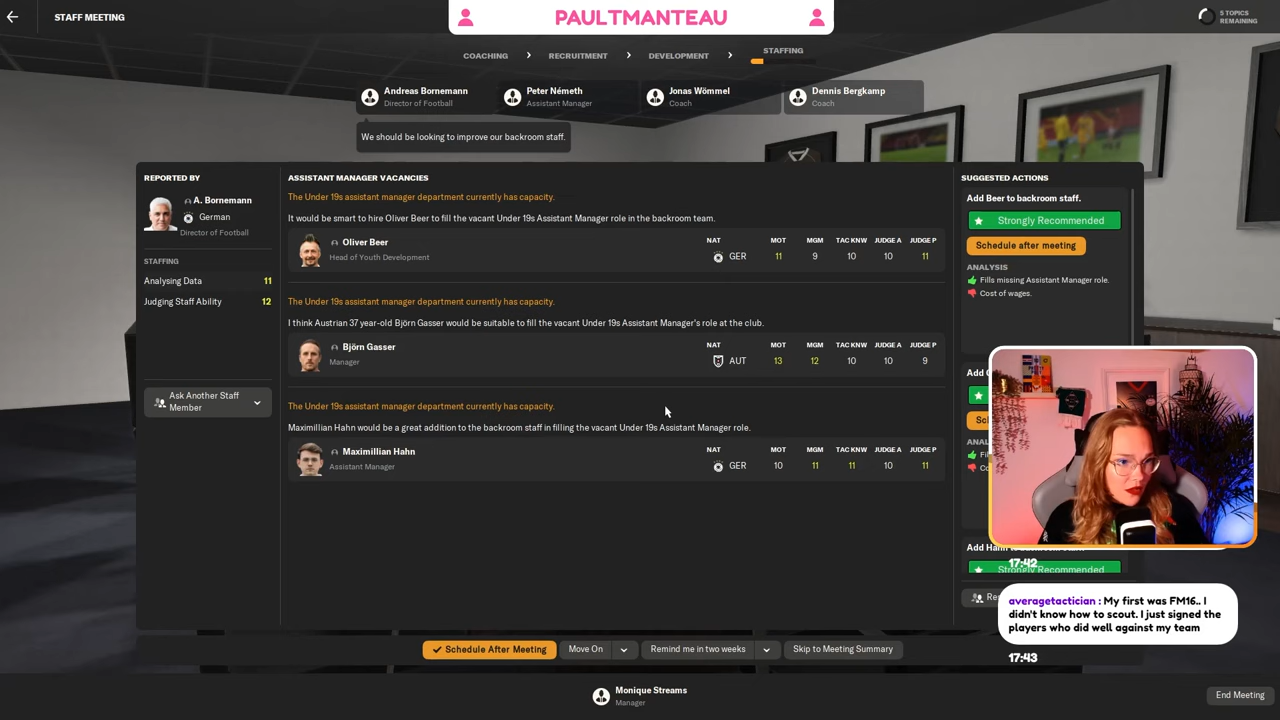 STAFF MEETING
PAULTMANTEAU
5 TOPICS
REMAINING
COACHING
RECRUITMENT
DEVELOPMENT
STAFFING
Andreas Bornemann
Director of Football
Peter Németh
Assistant Manager
Jonas Wömmel
Coach
Dennis Bergkamp
Coach
We should be looking to improve our backroom staff.
REPORTED BY
A. Bornemann
German
Director of Football
STAFFING
Analysing Data 11
Judging Staff Ability 12
Ask Another Staff
Member
ASSISTANT MANAGER VACANCIES
The Under 19s assistant manager department currently has capacity.
It would be smart to hire Oliver Beer to fill the vacant Under 19s Assistant Manager role in the backroom team.
Oliver Beer
Head of Youth Development
NAT MOT MGM TAC KNW JUDGE A JUDGE P
GER 11 9 10 10 11
The Under 19s assistant manager department currently has capacity.
I think Austrian 37 year-old Björn Gasser would be suitable to fill the vacant Under 19s Assistant Manager's role at the club.
Björn Gasser
Manager
NAT MOT MGM TAC KNW JUDGE A JUDGE P
AUT 13 12 10 10 9
The Under 19s assistant manager department currently has capacity.
Maximillian Hahn would be a great addition to the backroom staff in filling the vacant Under 19s Assistant Manager role.
Maximillian Hahn
Assistant Manager
NAT MOT MGM TAC KNW JUDGE A JUDGE P
GER 10 11 11 10 11
SUGGESTED ACTIONS
Add Beer to backroom staff.
Strongly Recommended
Schedule after meeting
ANALYSIS
Fills missing Assistant Manager role.
Cost of wages.
Add
Add Hahn to backroom staff.
Strongly Recommended
17:42
averagetactician : My first was FM16.. I
didn't know how to scout. I just signed the
players who did well against my team
17:43
Schedule After Meeting
Move On
Remind me in two weeks
Skip to Meeting Summary
Monique Streams
Manager
End Meeting